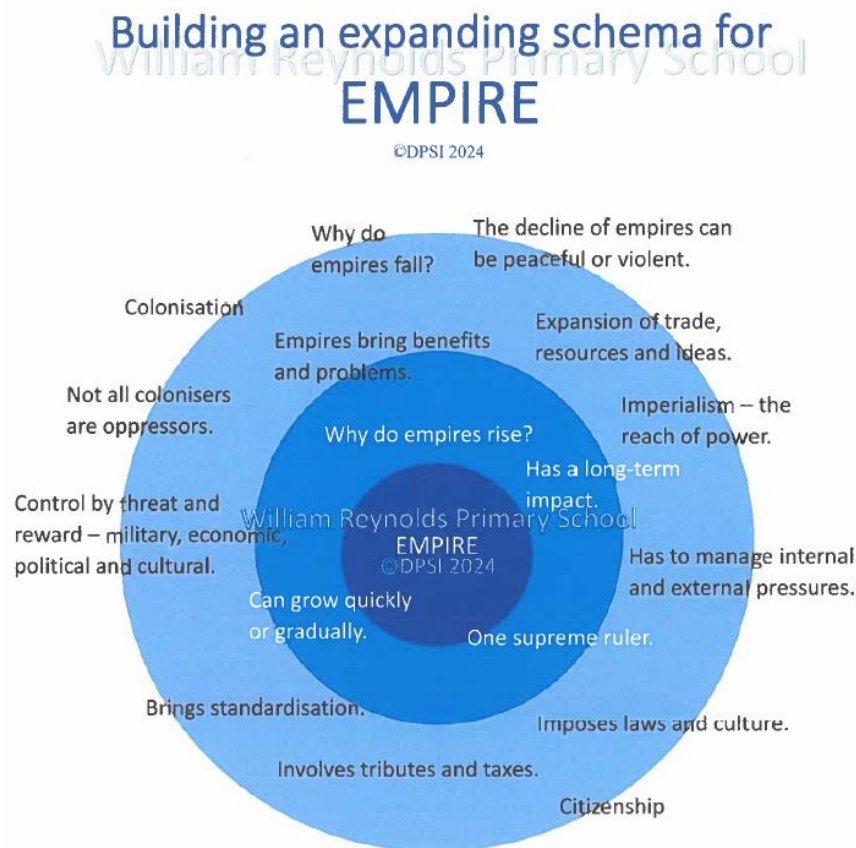 Building an expanding schema for
William Reynolds Primary School
EMPIRE
©DPSI 2024
Why do
empires fall?
The decline of empires can
be peaceful or violent.
Colonisation
Empires bring benefits
and problems.
Expansion of trade,
resources and ideas.
Not all colonisers
are oppressors.
Imperialism – the
reach of power.
Why do empires rise?
Has a long-term
impact.
Control by threat and
reward – military, economic,
political and cultural.
William Reynolds Primary School
EMPIRE
©DPSI 2024
Has to manage internal
and external pressures.
Can grow quickly
or gradually.
One supreme ruler.
Brings standardisation.
Imposes laws and culture.
Involves tributes and taxes.
Citizenship